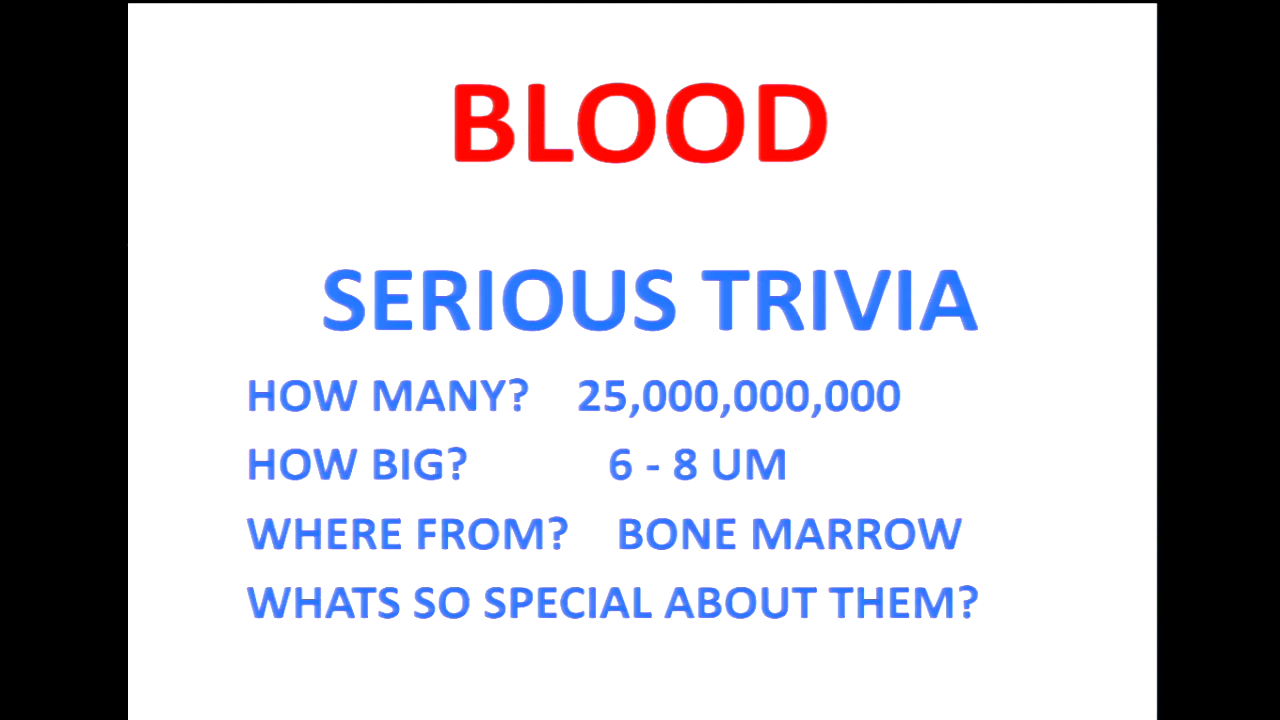 BLOOD
SERIOUS TRIVIA
HOW MANY? 25,000,000,000
HOW BIG? 6 - 8 UM
WHERE FROM? BONE MARROW
WHATS SO SPECIAL ABOUT THEM?